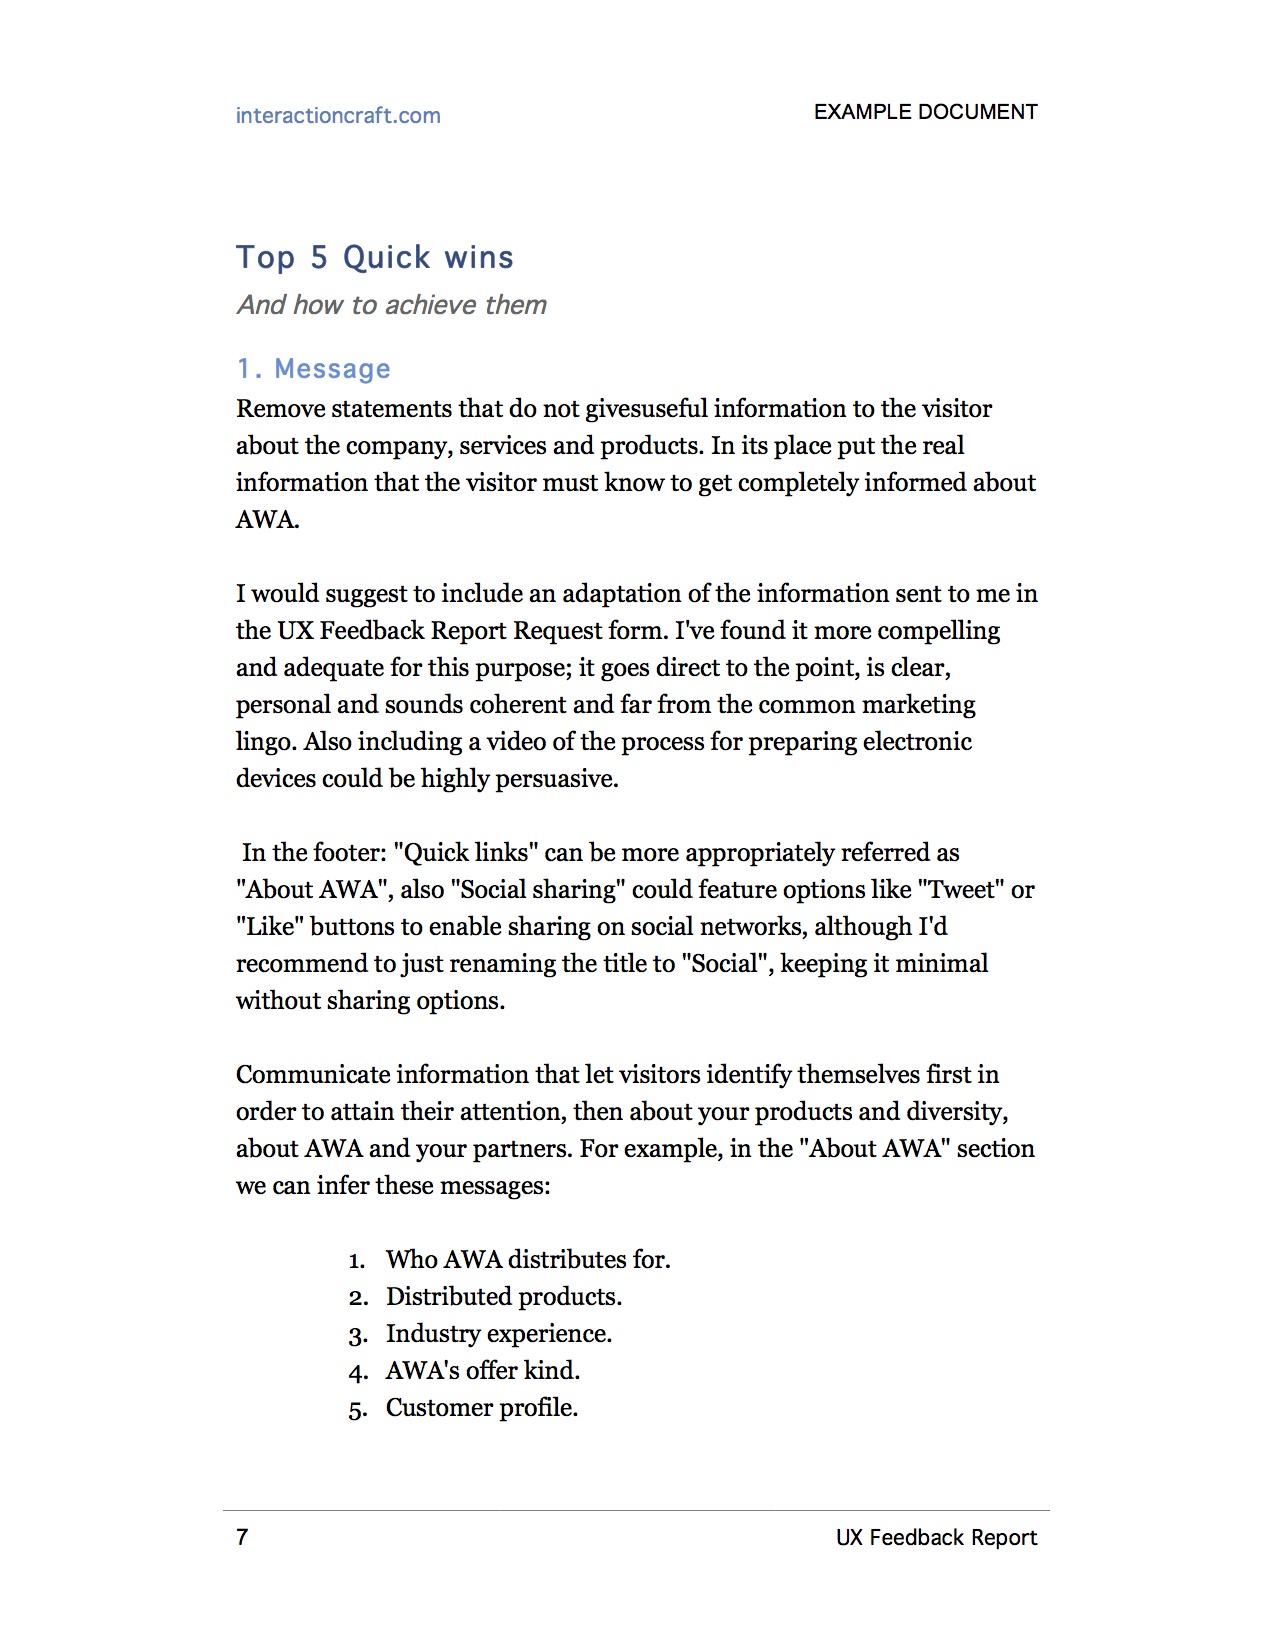 interactioncraft.com
EXAMPLE DOCUMENT
Top 5 Quick wins
And how to achieve them
1. Message
Remove statements that do not givesuseful information to the visitor
about the company, services and products. In its place put the real
information that the visitor must know to get completely informed about
AWA.
I would suggest to include an adaptation of the information sent to me in
the UX Feedback Report Request form. I've found it more compelling
and adequate for this purpose; it goes direct to the point, is clear,
personal and sounds coherent and far from the common marketing
lingo. Also including a video of the process for preparing electronic
devices could be highly persuasive.
In the footer: "Quick links" can be more appropriately referred as
"About AWA", also "Social sharing" could feature options like "Tweet" or
"Like" buttons to enable sharing on social networks, although I'd
recommend to just renaming the title to "Social", keeping it minimal
without sharing options.
Communicate information that let visitors identify themselves first in
order to attain their attention, then about your products and diversity,
about AWA and your partners. For example, in the "About AWA" section
we can infer these messages:
1. Who AWA distributes for.
2. Distributed products.
3. Industry experience.
4. AWA's offer kind.
5. Customer profile.
7
UX Feedback Report